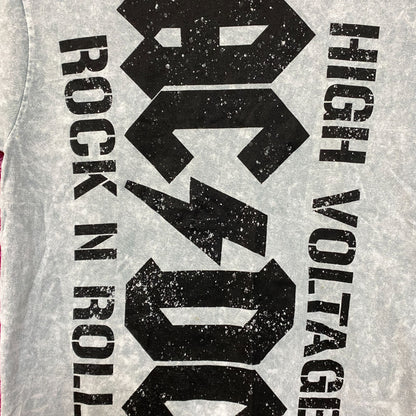 HIGH VOLTAGE
AC⚡DC
ROCK N ROLL